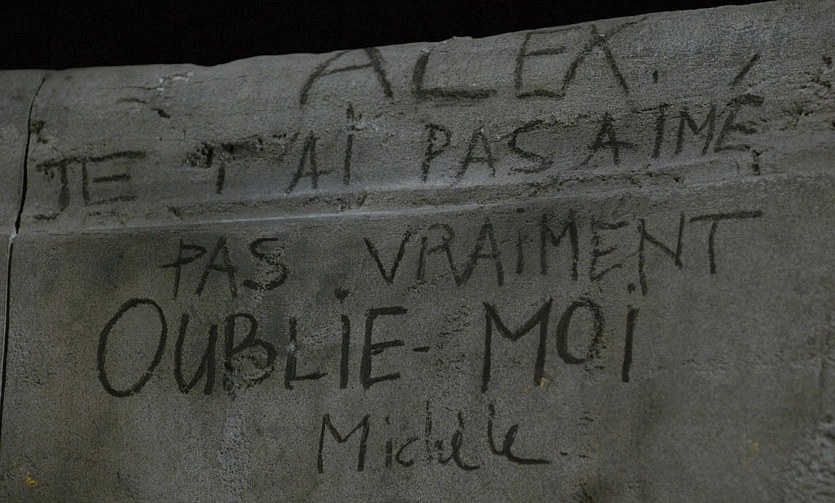 ALEX.
JE T'AI PAS AIMÉ
PAS VRAIMENT
OUBLIE-MOI
Michèle.